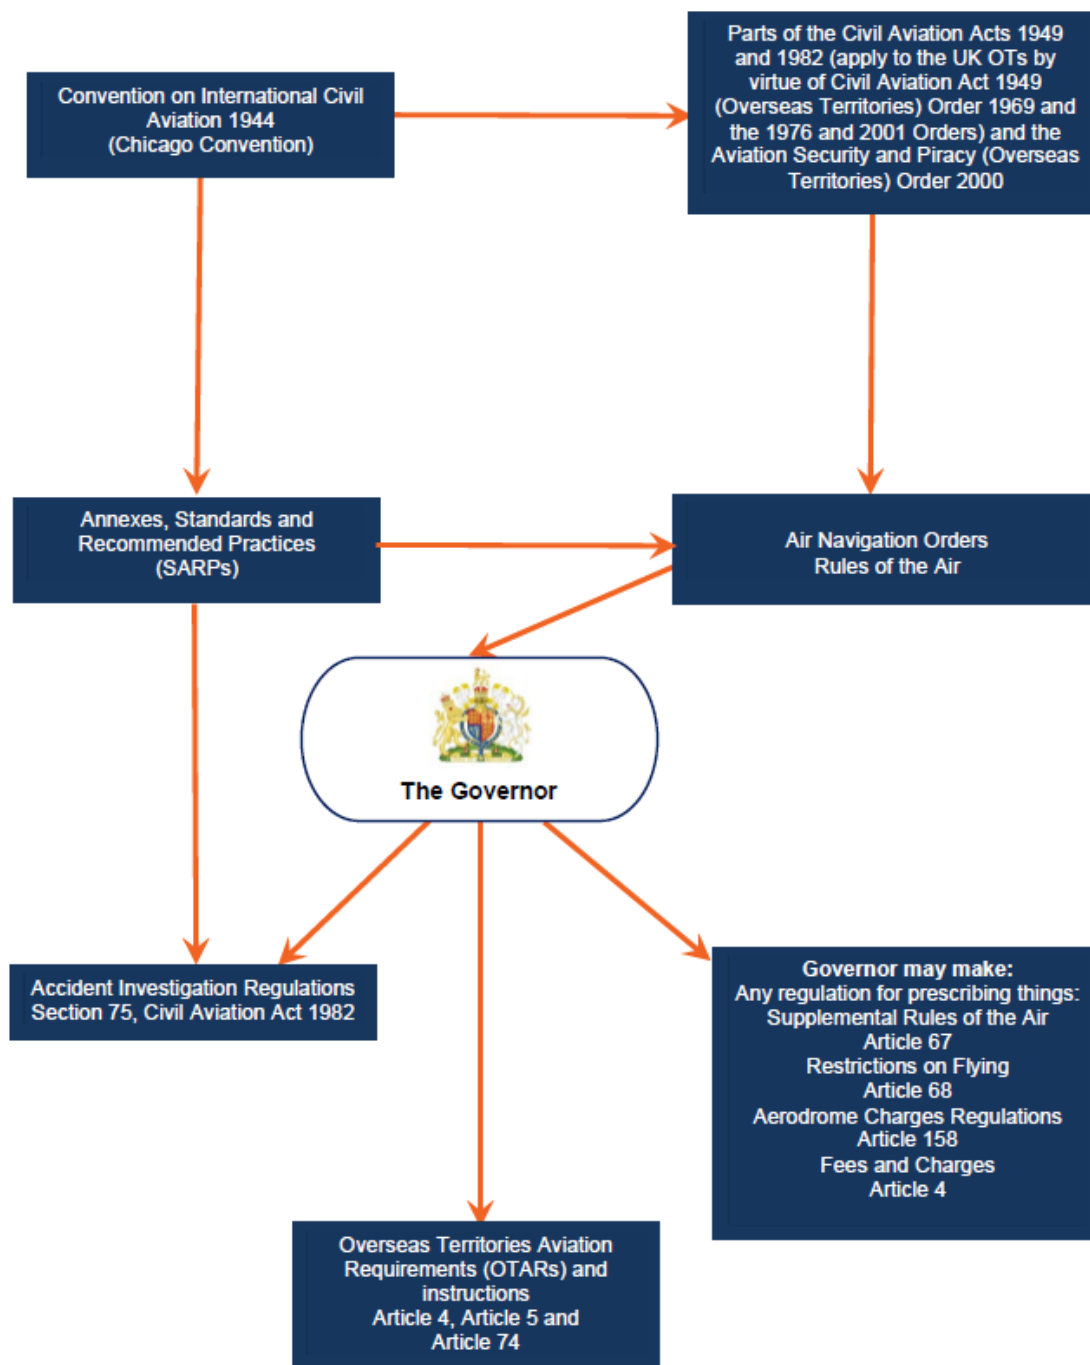 Convention on International Civil
Aviation 1944
(Chicago Convention)
Parts of the Civil Aviation Acts 1949
and 1982 (apply to the UK OTs by
virtue of Civil Aviation Act 1949
(Overseas Territories) Order 1969 and
the 1976 and 2001 Orders) and the
Aviation Security and Piracy (Overseas
Territories) Order 2000
Annexes, Standards and
Recommended Practices
(SARPs)
Air Navigation Orders
Rules of the Air
The Governor
Accident Investigation Regulations
Section 75, Civil Aviation Act 1982
Governor may make:
Any regulation for prescribing things:
Supplemental Rules of the Air
Article 67
Restrictions on Flying
Article 68
Aerodrome Charges Regulations
Article 158
Fees and Charges
Article 4
Overseas Territories Aviation
Requirements (OTARs) and
instructions
Article 4, Article 5 and
Article 74